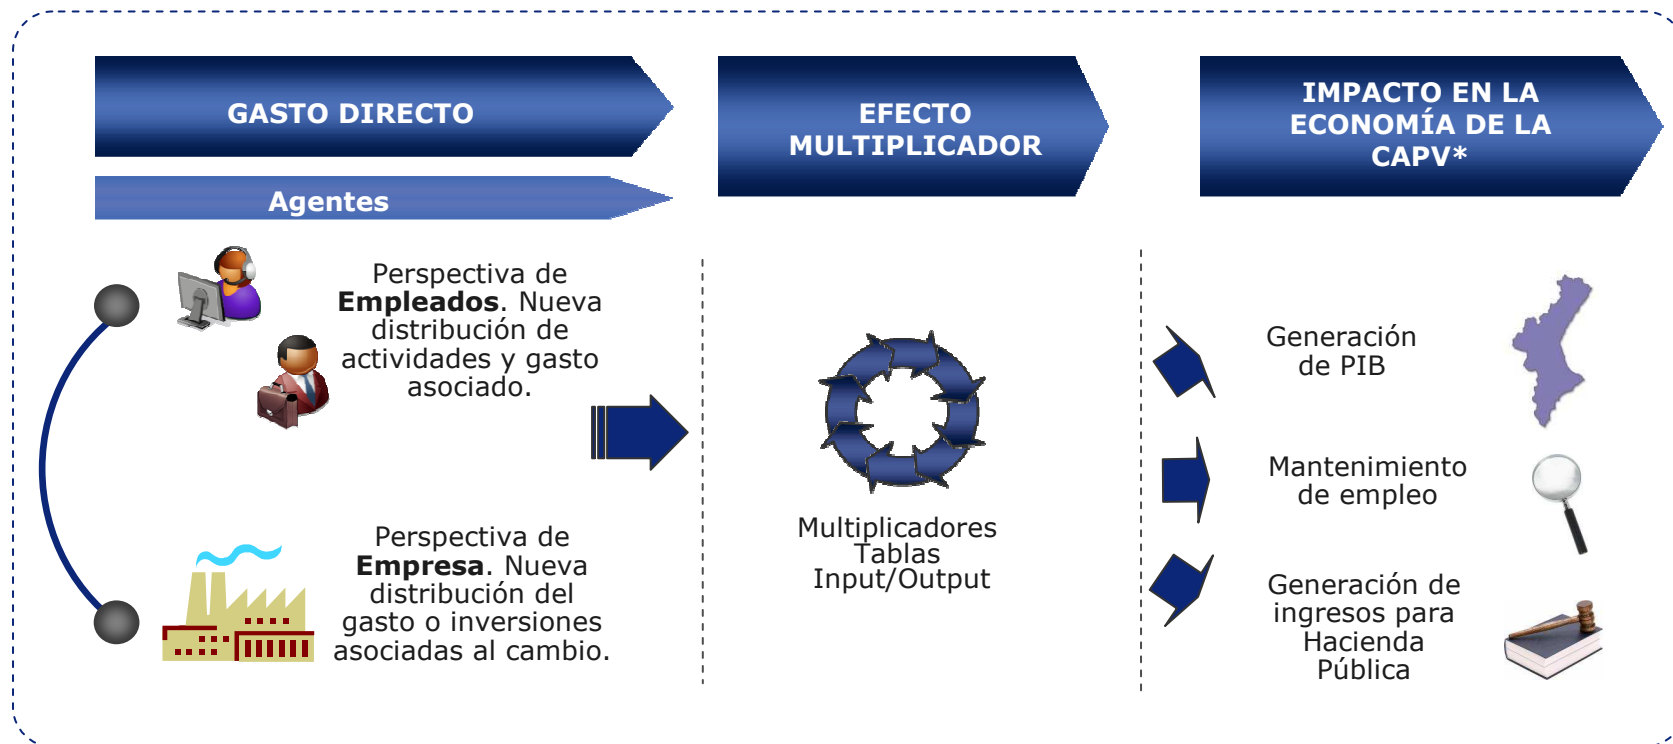 GASTO DIRECTO
Agentes
Perspectiva de
Empleados. Nueva
distribución de
actividades y gasto
asociado.
Perspectiva de
Empresa. Nueva
distribución del
gasto o inversiones
asociadas al cambio.
EFECTO
MULTIPLICADOR
Multiplicadores
Tablas
Input/Output
IMPACTO EN LA
ECONOMÍA DE LA
CAPV*
Generación
de PIB
Mantenimiento
de empleo
Generación de
ingresos para
Hacienda
Pública